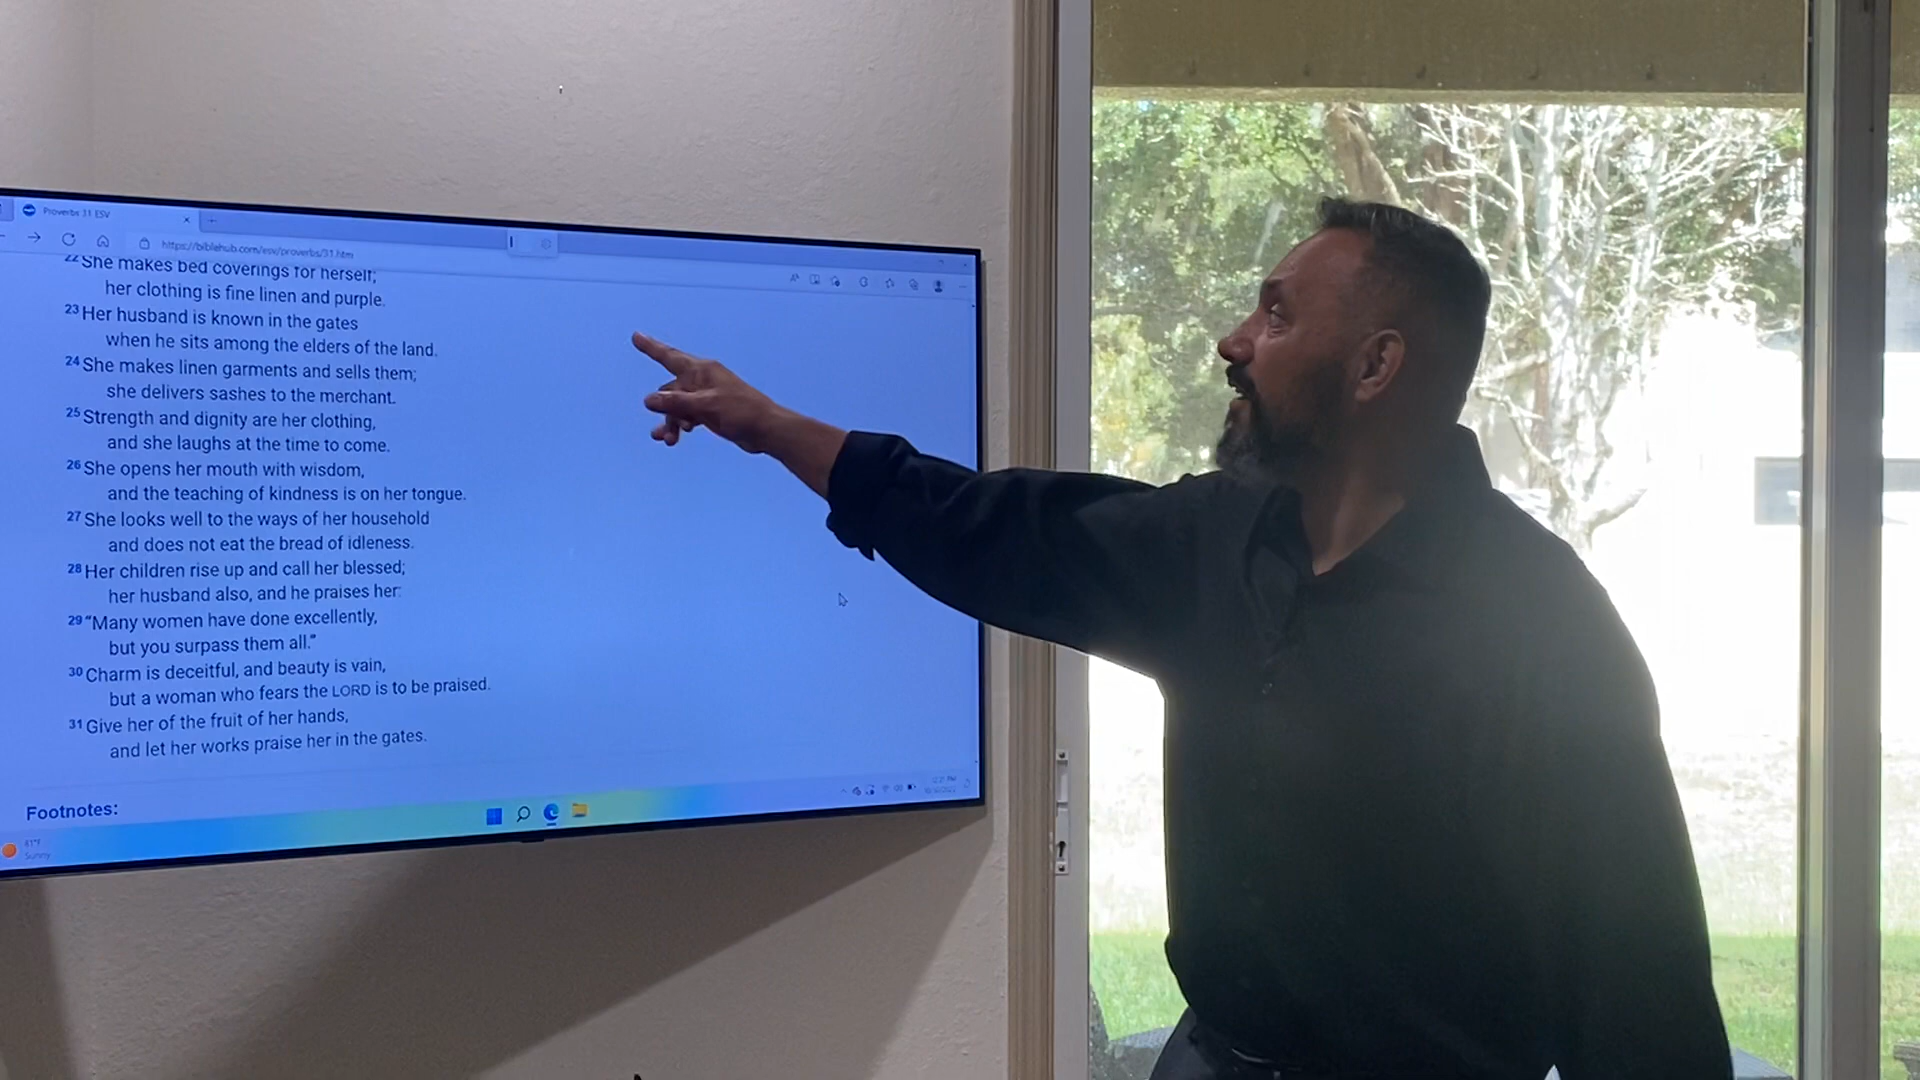 Proverbs 31 ESV
https://biblehub.com/esv/proverbs/31.htm
22 She makes bed coverings for herself;
her clothing is fine linen and purple.
23 Her husband is known in the gates
when he sits among the elders of the land.
24 She makes linen garments and sells them;
she delivers sashes to the merchant.
25 Strength and dignity are her clothing,
and she laughs at the time to come.
26 She opens her mouth with wisdom,
and the teaching of kindness is on her tongue.
27 She looks well to the ways of her household
and does not eat the bread of idleness.
28 Her children rise up and call her blessed;
her husband also, and he praises her:
29 “Many women have done excellently,
but you surpass them all.”
30 Charm is deceitful, and beauty is vain,
but a woman who fears the LORD is to be praised.
31 Give her of the fruit of her hands,
and let her works praise her in the gates.
Footnotes:
Sunny